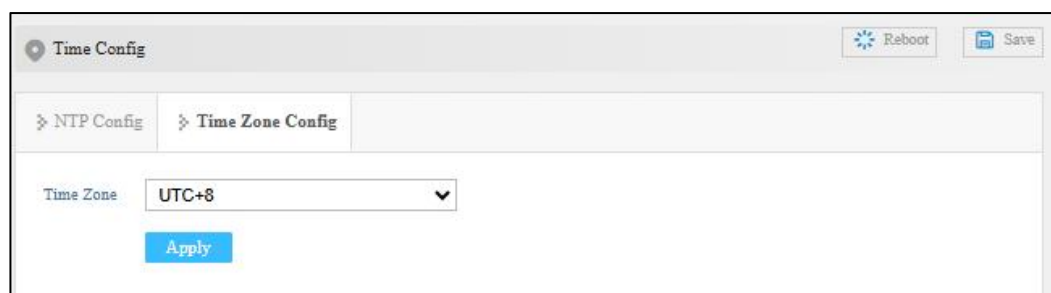 Time Config
Reboot
Save
NTP Config
Time Zone Config
Time Zone
UTC+8
Apply